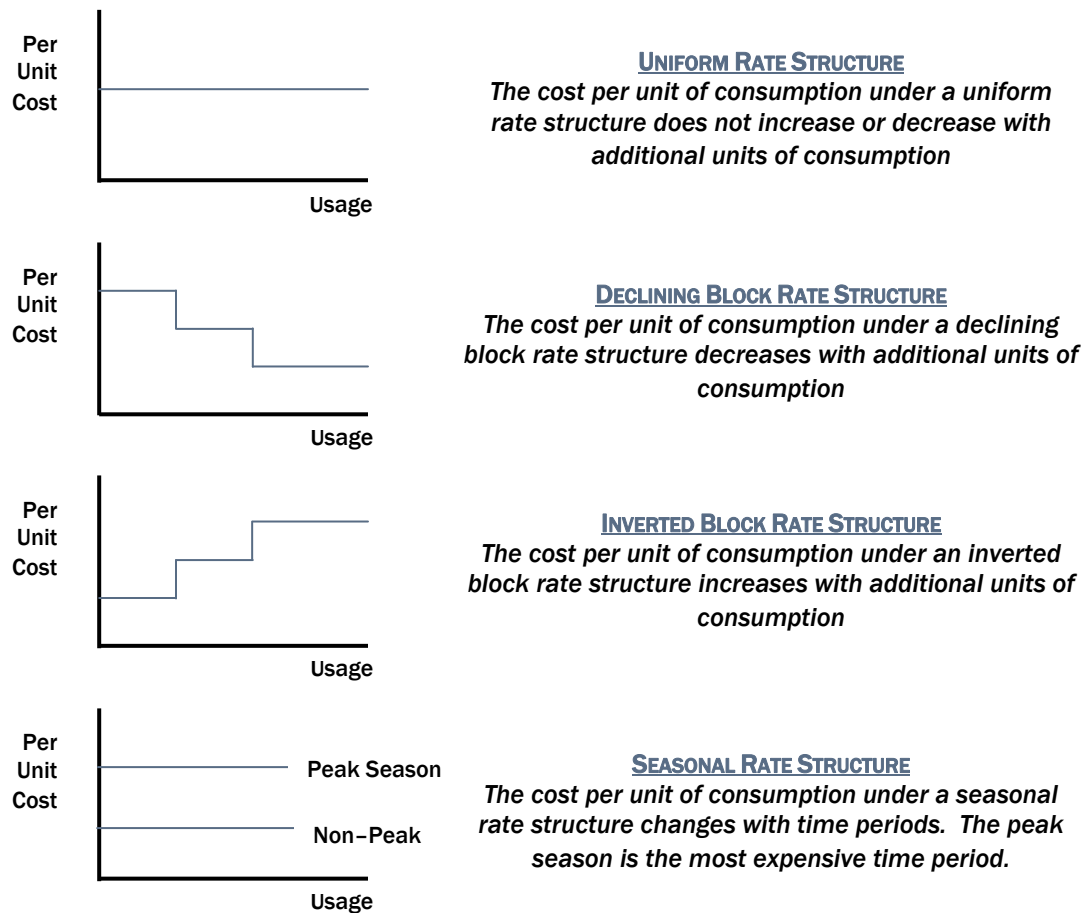 Per
Unit
Cost
Usage
UNIFORM RATE STRUCTURE
The cost per unit of consumption under a uniform
rate structure does not increase or decrease with
additional units of consumption
Per
Unit
Cost
Usage
DECLINING BLOCK RATE STRUCTURE
The cost per unit of consumption under a declining
block rate structure decreases with additional units of
consumption
Per
Unit
Cost
Usage
INVERTED BLOCK RATE STRUCTURE
The cost per unit of consumption under an inverted
block rate structure increases with additional units of
consumption
Per
Unit
Cost
Peak Season
Non–Peak
Usage
SEASONAL RATE STRUCTURE
The cost per unit of consumption under a seasonal
rate structure changes with time periods.  The peak
season is the most expensive time period.